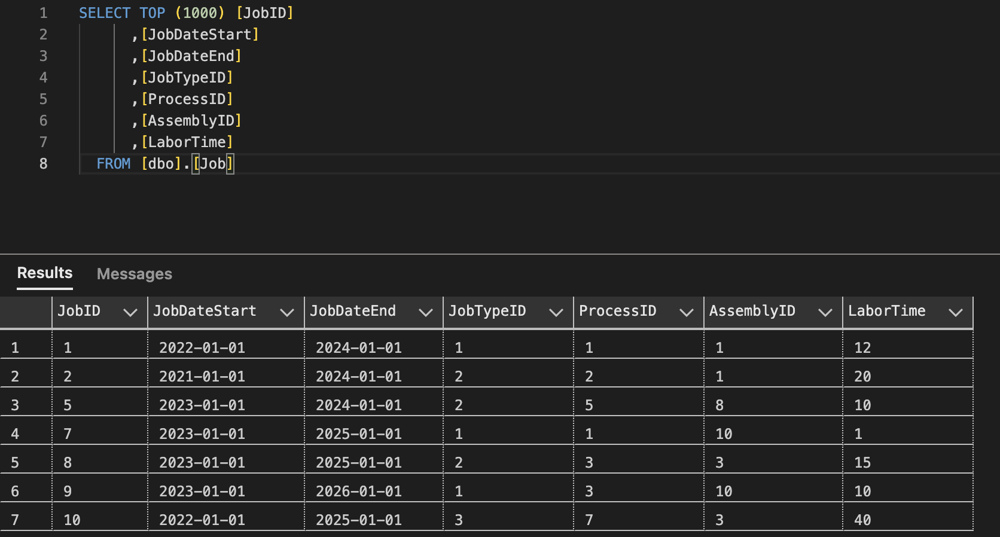 1 SELECT TOP (1000) [JobID]
2 ,[JobDateStart]
3 ,[JobDateEnd]
4 ,[JobTypeID]
5 ,[ProcessID]
6 ,[AssemblyID]
7 ,[LaborTime]
8 FROM [dbo].[Job]
Results Messages
JobID JobDateStart JobDateEnd JobTypeID ProcessID AssemblyID LaborTime
1 1 2022-01-01 2024-01-01 1 1 1 12
2 2 2021-01-01 2024-01-01 2 2 1 20
3 5 2023-01-01 2024-01-01 2 5 8 10
4 7 2023-01-01 2025-01-01 1 1 10 1
5 8 2023-01-01 2025-01-01 2 3 3 15
6 9 2023-01-01 2026-01-01 1 3 10 10
7 10 2022-01-01 2025-01-01 3 7 3 40